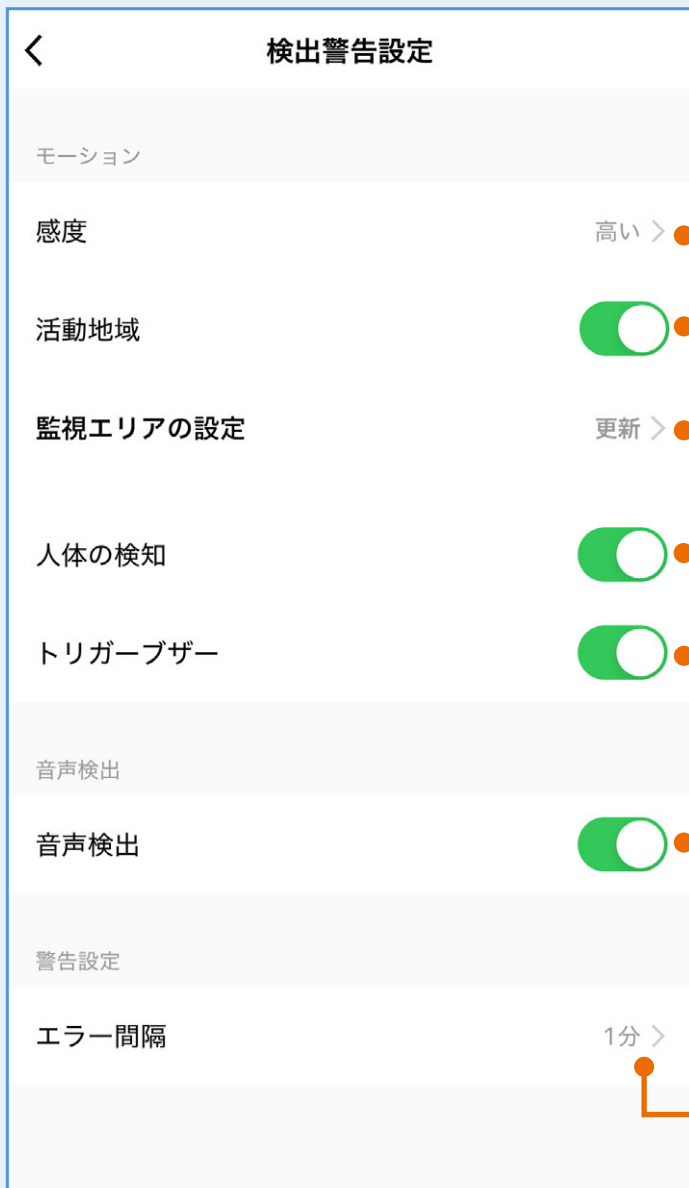 検出警告設定
モーション
感度 高い
活動地域
監視エリアの設定 更新
人体の検知
トリガーブザー
音声検出
音声検出
警告設定
エラー間隔 1分